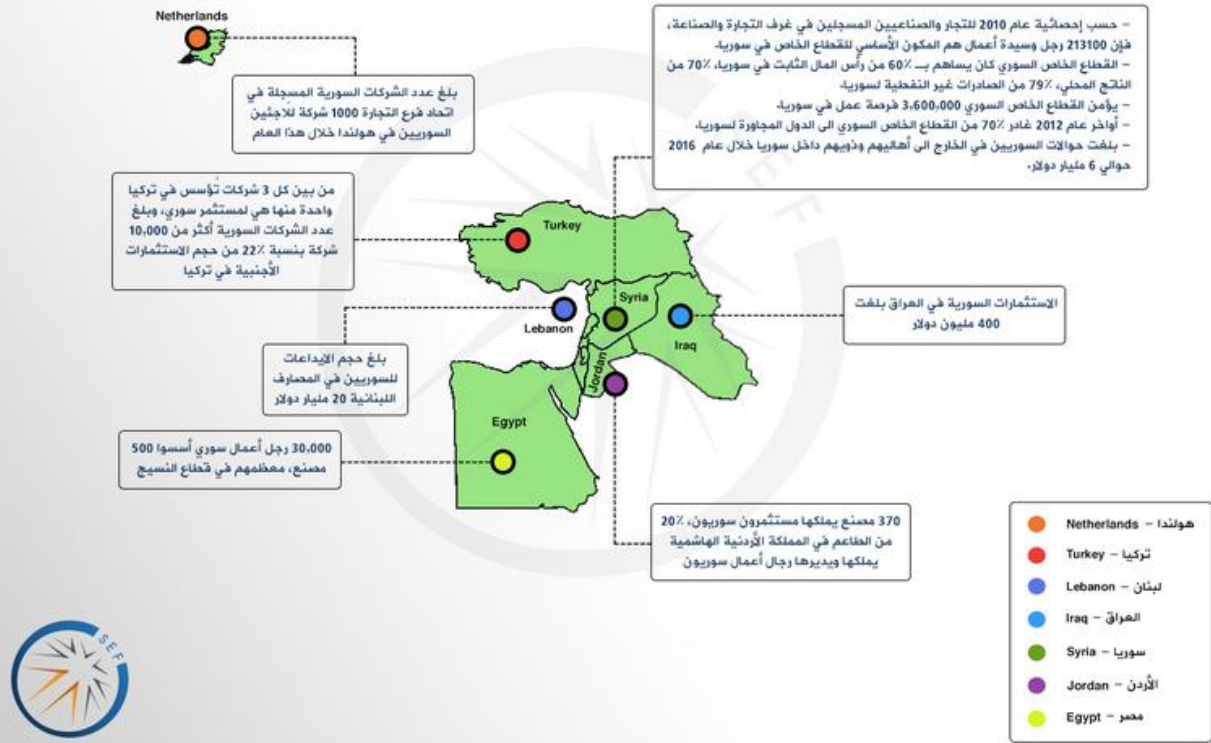 Netherlands
بلغ عدد الشركات السورية المسجلة في
اتحاد فرع التجارة 1000 شركة للاجئين
السوريين في هولندا خلال هذا العام
– حسب إحصائية عام 2010 للتجار والصناعيين المسجلين في غرف التجارة والصناعة،
فإن 213100 رجل وسيدة أعمال هم المكون الأساسي للقطاع الخاص في سوريا.
– القطاع الخاص السوري كان يساهم بــ 60٪ من رأس المال الثابت في سوريا، 70٪ من
الناتج المحلي، 79٪ من الصادرات غير النفطية لسوريا.
– يؤمن القطاع الخاص السوري 3,600,000 فرصة عمل في سوريا.
– أواخر عام 2012 غادر 70٪ من القطاع الخاص السوري الى الدول المجاورة لسوريا.
– بلغت حوالات السوريين في الخارج الى أهاليهم وذويهم داخل سوريا خلال عام 2016
حوالي 6 مليار دولار.
من بين كل 3 شركات تُؤسس في تركيا
واحدة منها هي لمستثمر سوري، وبلغ
عدد الشركات السورية أكثر من 10,000
شركة بنسبة 22٪ من حجم الاستثمارات
الأجنبية في تركيا
Turkey
Syria
Lebanon
Iraq
Jordan
Egypt
الاستثمارات السورية في العراق بلغت
400 مليون دولار
بلغ حجم الايداعات
للسوريين في المصارف
اللبنانية 20 مليار دولار
30,000 رجل أعمال سوري أسسوا 500
مصنع، معظمهم في قطاع النسيج
370 مصنع يملكها مستثمرون سوريون، 20٪
من الطاعم في المملكة الأردنية الهاشمية
يملكها ويديرها رجال أعمال سوريون
Netherlands – هولندا
Turkey – تركيا
Lebanon – لبنان
Iraq – العراق
Syria – سوريا
Jordan – الأردن
Egypt – مصر
SEF
SEF